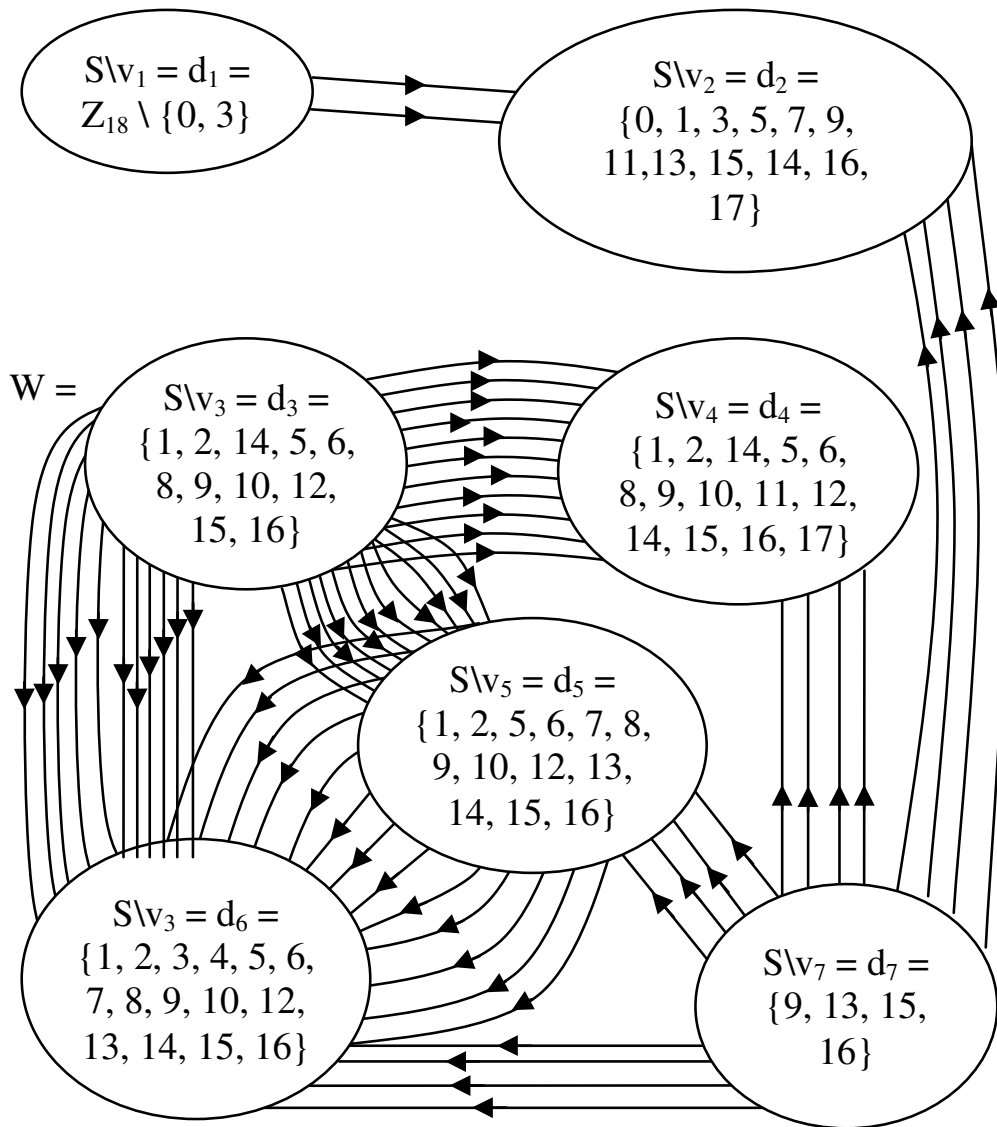 S\v₁ = d₁ =
Z₁₈ \ {0, 3}
S\v₂ = d₂ =
{0, 1, 3, 5, 7, 9,
11,13, 15, 14, 16,
17}
W =
S\v₃ = d₃ =
{1, 2, 14, 5, 6,
8, 9, 10, 12,
15, 16}
S\v₄ = d₄ =
{1, 2, 14, 5, 6,
8, 9, 10, 11, 12,
14, 15, 16, 17}
S\v₅ = d₅ =
{1, 2, 5, 6, 7, 8,
9, 10, 12, 13,
14, 15, 16}
S\v₃ = d₆ =
{1, 2, 3, 4, 5, 6,
7, 8, 9, 10, 12,
13, 14, 15, 16}
S\v₇ = d₇ =
{9, 13, 15,
16}